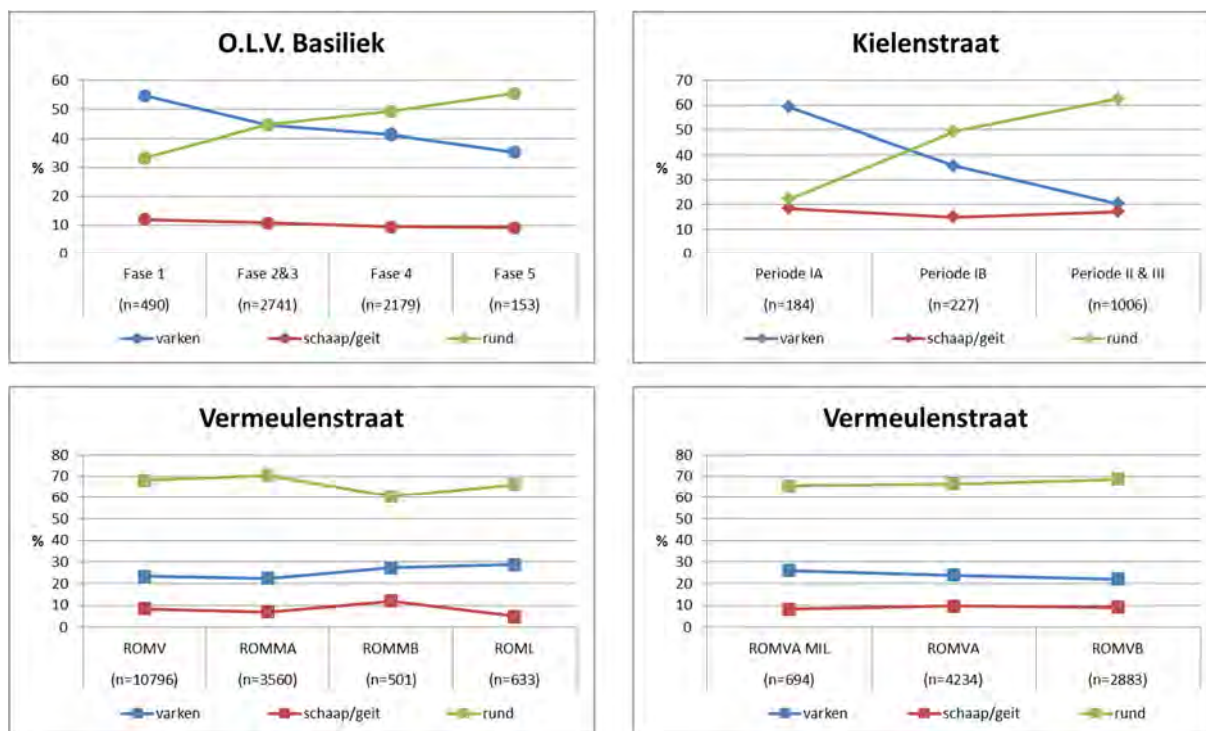 O.L.V. Basiliek
60
50
40
%
30
20
10
0
Fase 1 Fase 2&3 Fase 4 Fase 5
(n=490) (n=2741) (n=2179) (n=153)
varken schaap/geit rund
Kielenstraat
70
60
50
40
%
30
20
10
0
Periode IA Periode IB Periode II & III
(n=184) (n=227) (n=1006)
varken schaap/geit rund
Vermeulenstraat
80
70
60
50
%
40
30
20
10
0
ROMV ROMMA ROMMB ROML
(n=10796) (n=3560) (n=501) (n=633)
varken schaap/geit rund
Vermeulenstraat
80
70
60
50
%
40
30
20
10
0
ROMVA MIL ROMVA ROMVB
(n=694) (n=4234) (n=2883)
varken schaap/geit rund